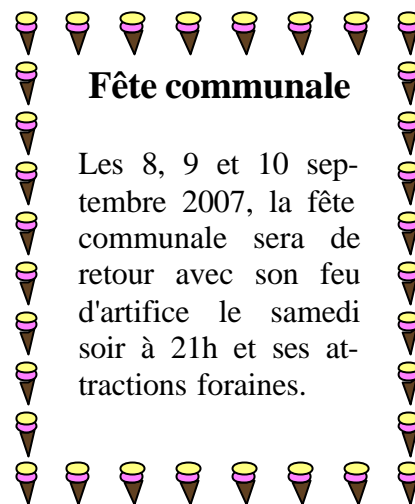 Fête communale
Les 8, 9 et 10 sep-
tembre 2007, la fête
communale sera de
retour avec son feu
d'artifice le samedi
soir à 21h et ses at-
tractions foraines.